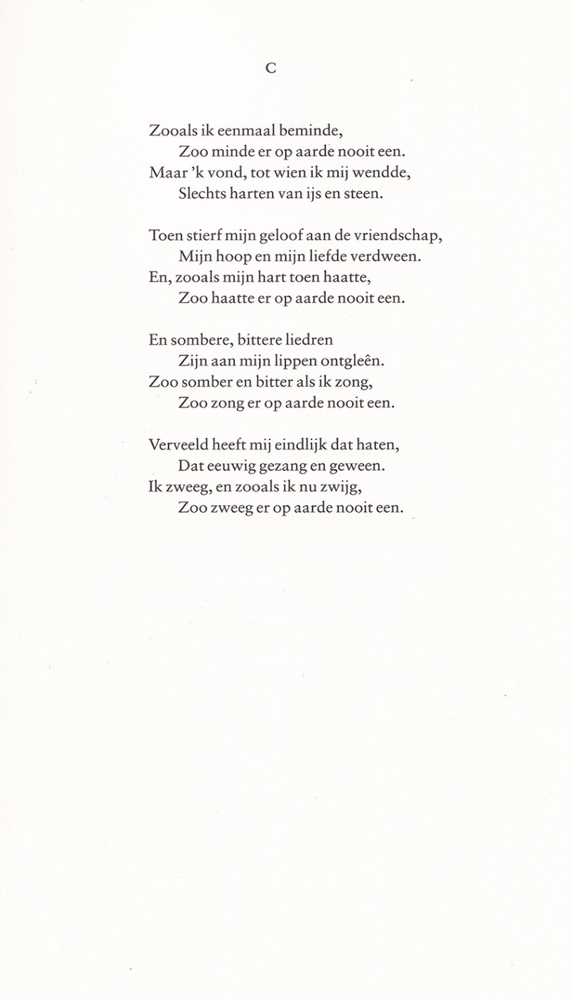 C
Zooals ik eenmaal beminde,
Zoo minde er op aarde nooit een.
Maar ’k vond, tot wien ik mij wendde,
Slechts harten van ijs en steen.
Toen stierf mijn geloof aan de vriendschap,
Mijn hoop en mijn liefde verdween.
En, zooals mijn hart toen haatte,
Zoo haatte er op aarde nooit een.
En sombere, bittere liedren
Zijn aan mijn lippen ontgleên.
Zoo somber en bitter als ik zong,
Zoo zong er op aarde nooit een.
Verveeld heeft mij eindlijk dat haten,
Dat eeuwig gezang en geween.
Ik zweeg, en zooals ik nu zwijg,
Zoo zweeg er op aarde nooit een.